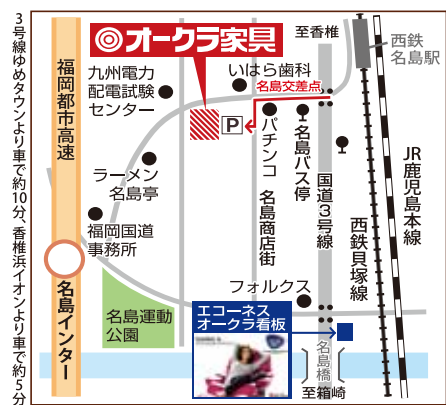 3号線ゆめタウンより車で約10分、香椎浜イオンより車で約5分
オークラ家具
至香椎
西鉄
名島駅
福岡都市高速
九州電力
配電試験
センター
いはら歯科
名島交差点
P
ラーメン
名島亭
パチンコ
名島商店街
名島バス停
国道3号線
JR鹿児島本線
西鉄貝塚線
福岡国道
事務所
名島インター
名島運動
公園
フォルクス
エコーネス
オークラ看板
名島橋
至箱崎